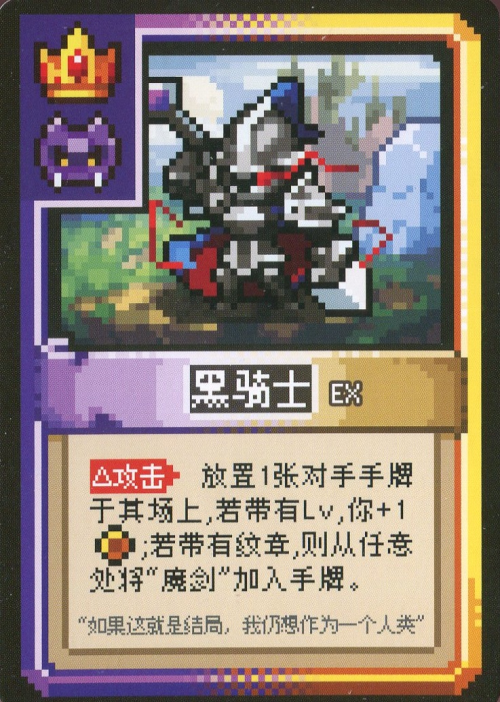 黑骑士 EX
△攻击 放置1张对手手牌
于其场上,若带有Lv,你+1
;若带有纹章,则从任意
处将“魔剑”加入手牌。
“如果这就是结局，我仍想作为一个人类”